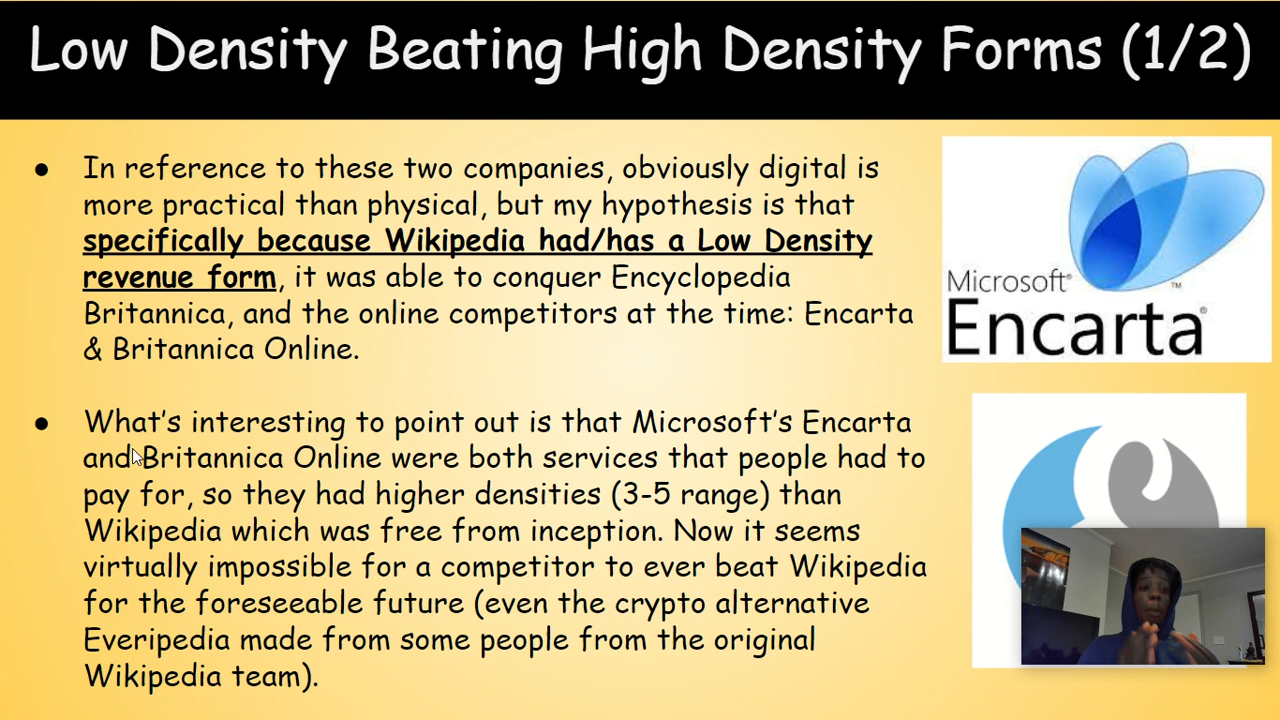 Low Density Beating High Density Forms (1/2)
● In reference to these two companies, obviously digital is
more practical than physical, but my hypothesis is that
specifically because Wikipedia had/has a Low Density
revenue form, it was able to conquer Encyclopedia
Britannica, and the online competitors at the time: Encarta
& Britannica Online.
● What's interesting to point out is that Microsoft's Encarta
and Britannica Online were both services that people had to
pay for, so they had higher densities (3-5 range) than
Wikipedia which was free from inception. Now it seems
virtually impossible for a competitor to ever beat Wikipedia
for the foreseeable future (even the crypto alternative
Everipedia made from some people from the original
Wikipedia team).
Microsoft®
™
Encarta®